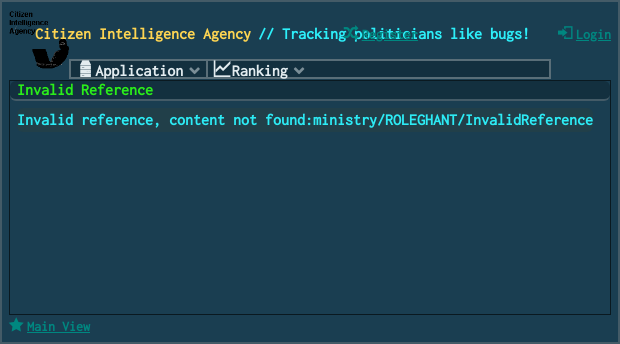 Citizen
Intelligence
Agency
Citizen Intelligence Agency // Tracking politicians like bugs!
Register
Login
Application
Ranking
Invalid Reference
Invalid reference, content not found:ministry/ROLEGHANT/InvalidReference
Main View